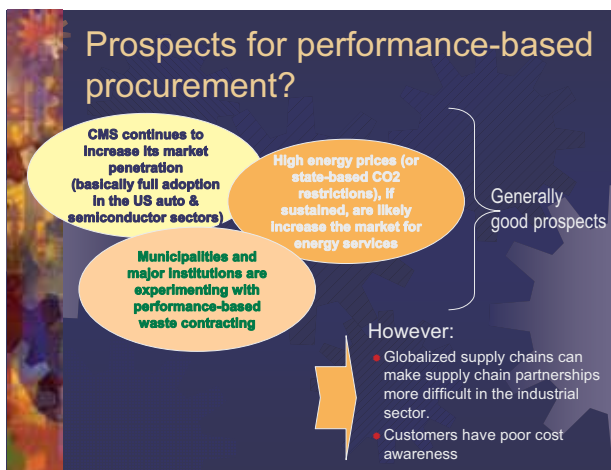 Prospects for performance-based
procurement?
CMS continues to
increase its market
penetration
(basically full adoption
in the US auto &
semiconductor sectors)
High energy prices (or
state-based CO2
restrictions), if
sustained, are likely
increase the market for
energy services
Generally
good prospects
Municipalities and
major institutions are
experimenting with
performance-based
waste contracting
However:
Globalized supply chains can
make supply chain partnerships
more difficult in the industrial
sector.
Customers have poor cost
awareness